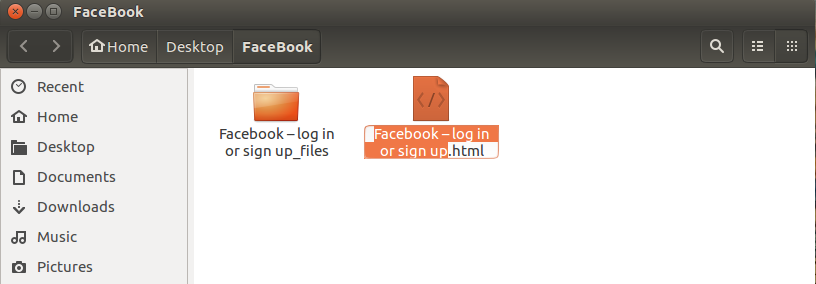 FaceBook
Home
Desktop
FaceBook
Recent
Home
Desktop
Documents
Downloads
Music
Pictures
Facebook – log in
or sign up_files
Facebook – log in
or sign up.html